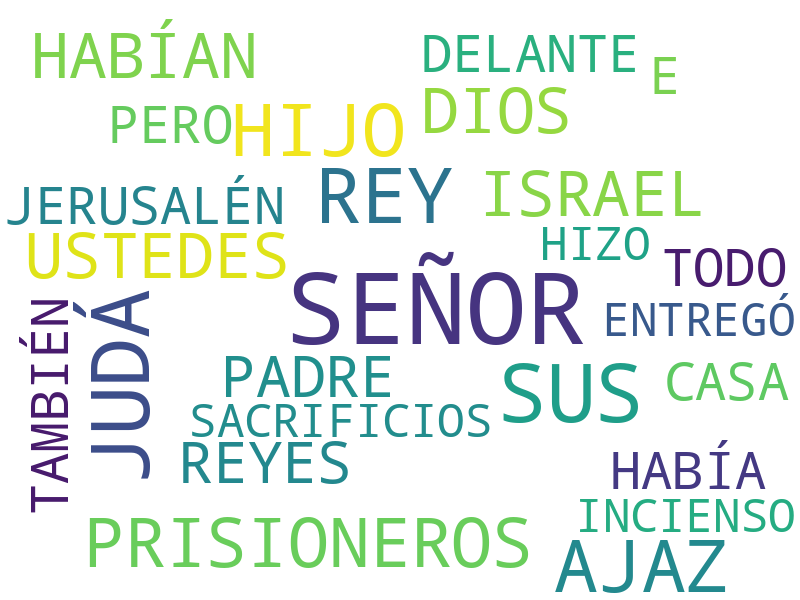 HABÍAN
DELANTE
E
PERO
HIJO
DIOS
JERUSALÉN
REY
ISRAEL
USTEDES
HIZO
TODO
SEÑOR
ENTREGÓ
TAMBIÉN
JUDÁ
PADRE
SUS
CASA
SACRIFICIOS
REYES
HABÍA
INCIENSO
PRISIONEROS
AJAZ